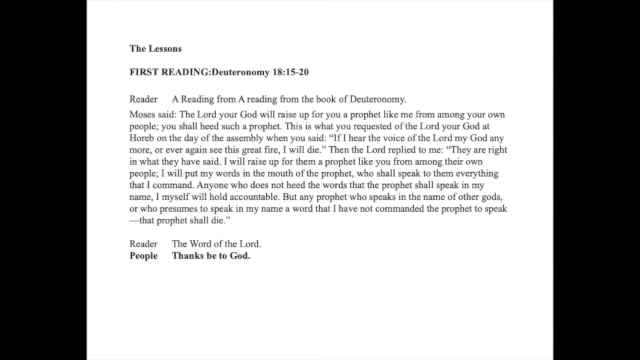 The Lessons
FIRST READING:Deuteronomy 18:15-20
Reader A Reading from A reading from the book of Deuteronomy.
Moses said: The Lord your God will raise up for you a prophet like me from among your own
people; you shall heed such a prophet. This is what you requested of the Lord your God at
Horeb on the day of the assembly when you said: “If I hear the voice of the Lord my God any
more, or ever again see this great fire, I will die.” Then the Lord replied to me: “They are right
in what they have said. I will raise up for them a prophet like you from among their own
people; I will put my words in the mouth of the prophet, who shall speak to them everything
that I command. Anyone who does not heed the words that the prophet shall speak in my
name, I myself will hold accountable. But any prophet who speaks in the name of other gods,
or who presumes to speak in my name a word that I have not commanded the prophet to speak
—that prophet shall die.”
Reader The Word of the Lord.
People Thanks be to God.